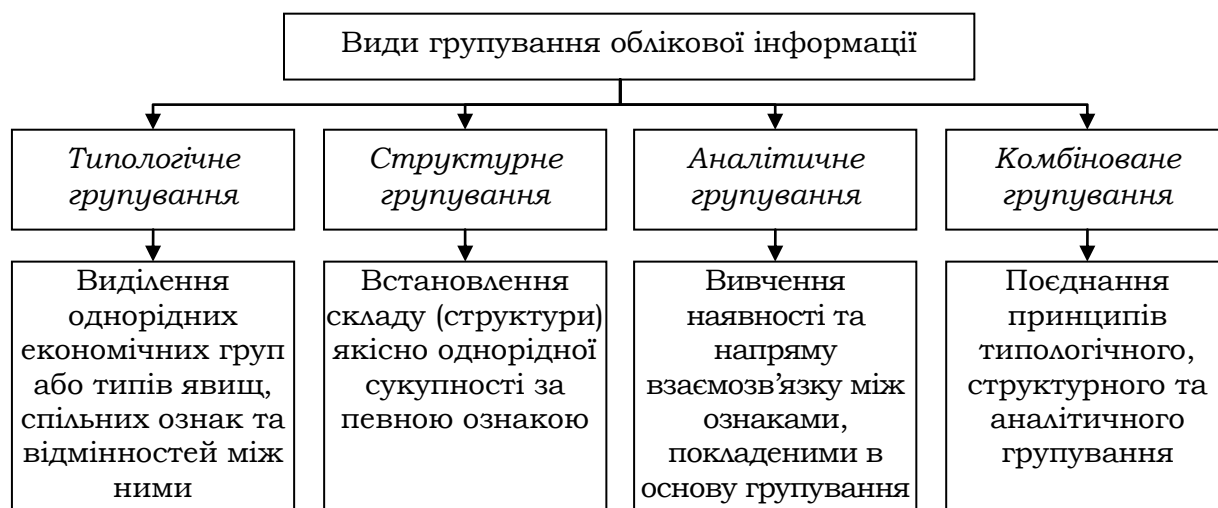 Види групування облікової інформації
Типологічне
групування
Структурне
групування
Аналітичне
групування
Комбіноване
групування
Виділення
однорідних
економічних груп
або типів явищ,
спільних ознак та
відмінностей між
ними
Встановлення
складу (структури)
якісно однорідної
сукупності за
певною ознакою
Вивчення
наявності та
напряму
взаємозв’язку між
ознаками,
покладеними в
основу групування
Поєднання
принципів
типологічного,
структурного та
аналітичного
групування